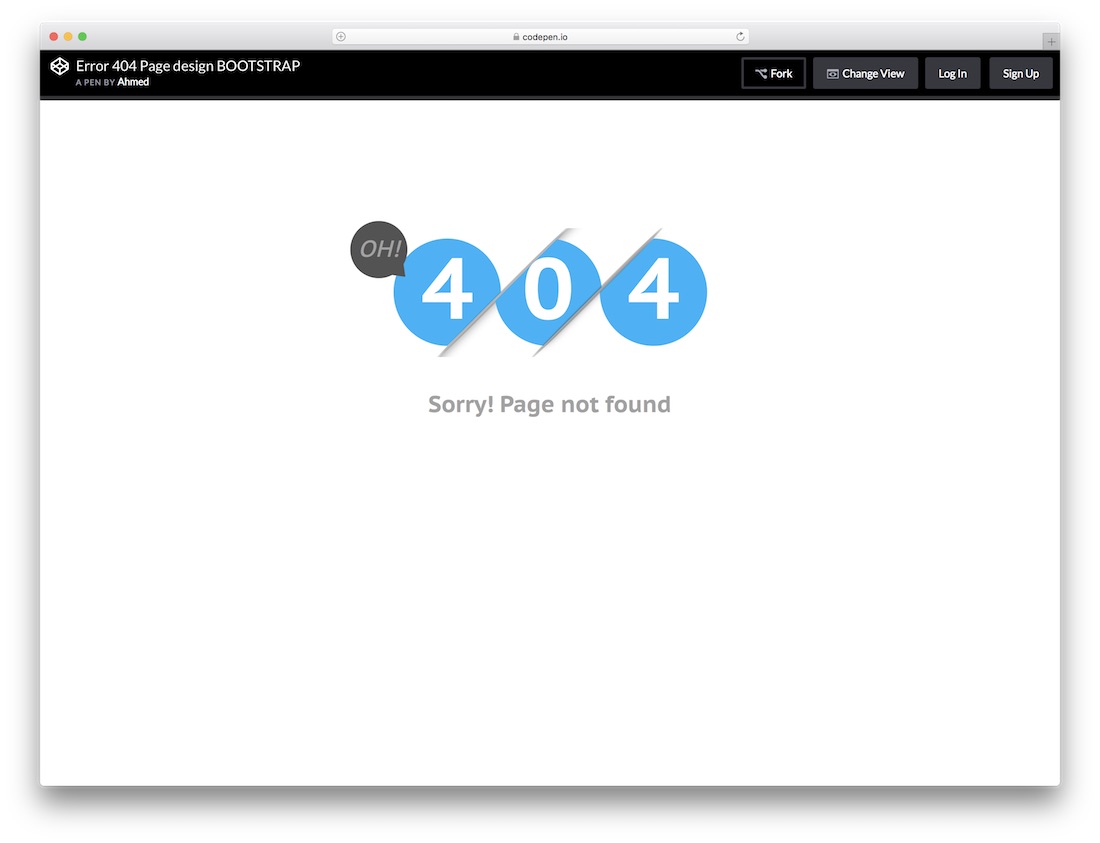 codepen.io
Error 404 Page design BOOTSTRAP
A PEN BY Ahmed
Fork
Change View
Log In
Sign Up
OH!
404
Sorry! Page not found